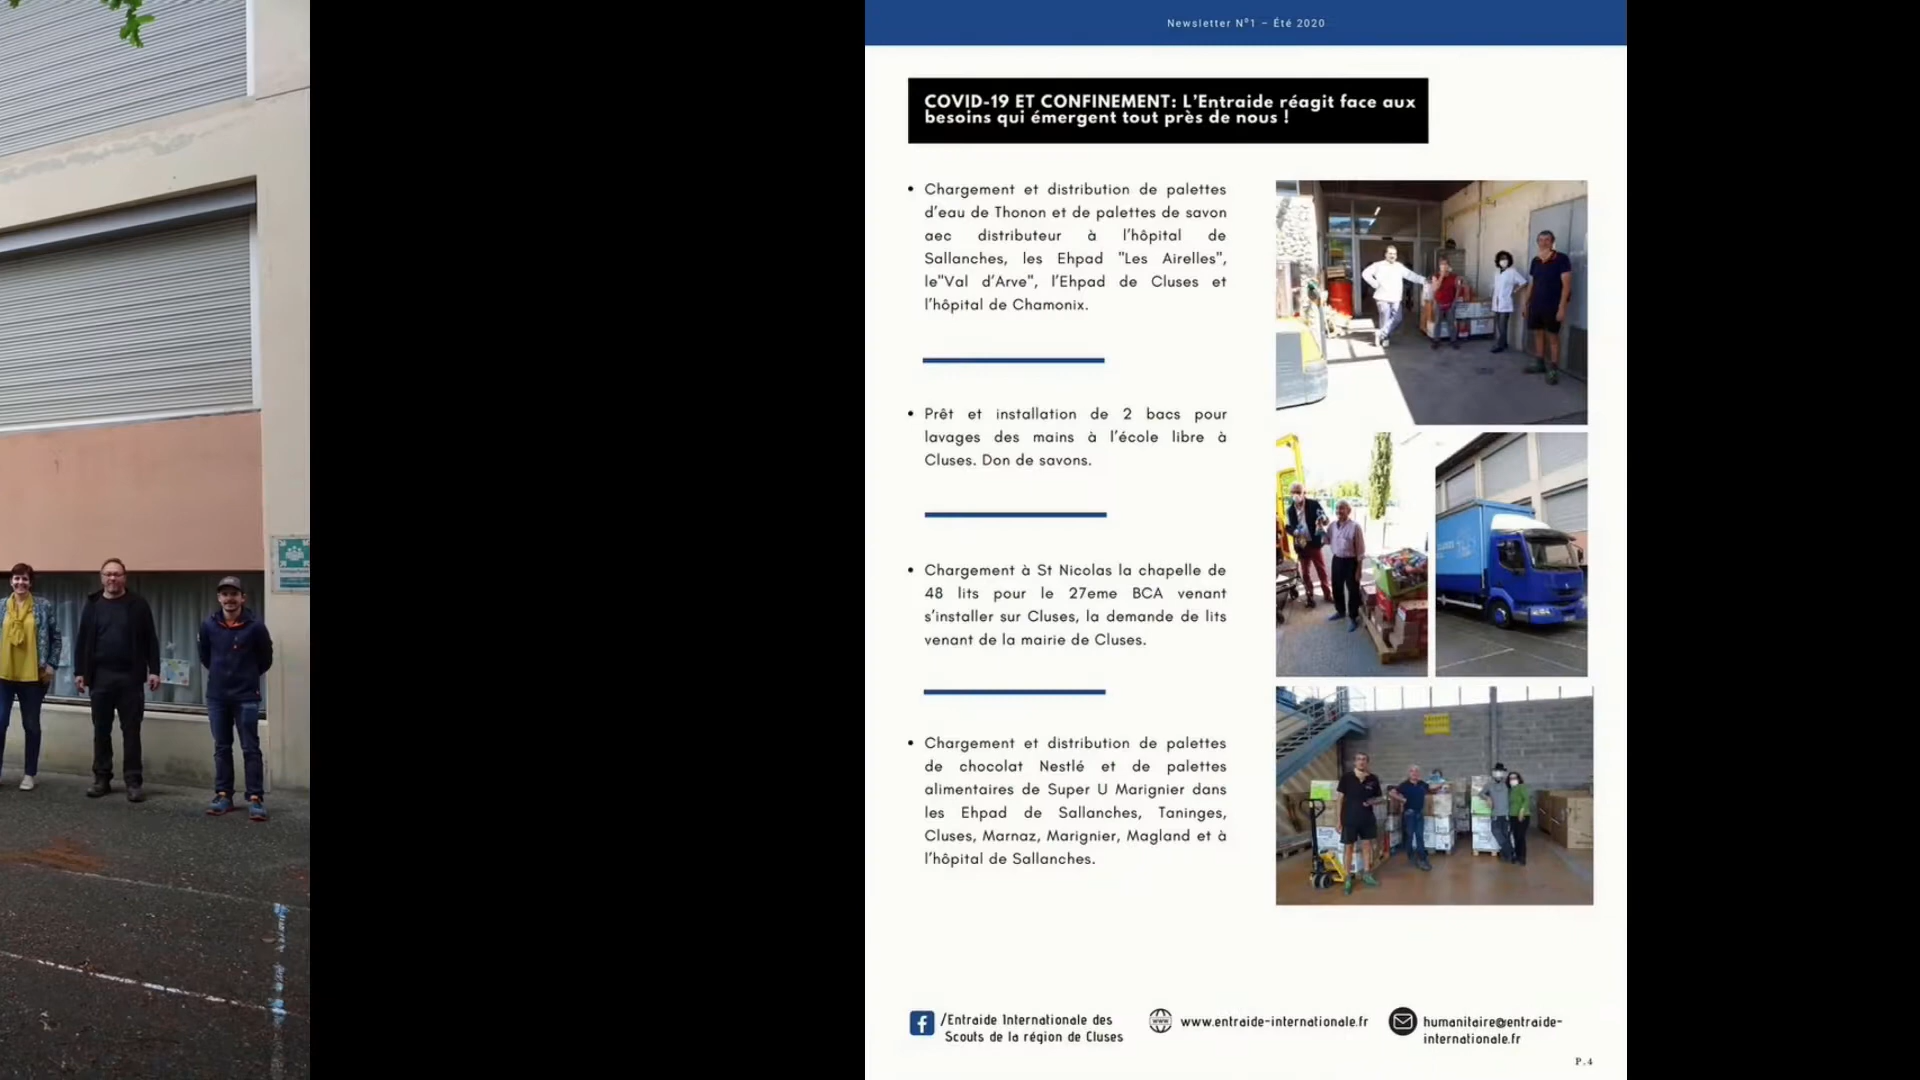 Newsletter N°1 – Été 2020
COVID-19 ET CONFINEMENT: L'Entraide réagit face aux
besoins qui émergent tout près de nous !
• Chargement et distribution de palettes
d'eau de Thonon et de palettes de savon
aec distributeur à l'hôpital de
Sallanches, les Ehpad "Les Airelles",
le"Val d'Arve", l'Ehpad de Cluses et
l'hôpital de Chamonix.
• Prêt et installation de 2 bacs pour
lavages des mains à l'école libre à
Cluses. Don de savons.
• Chargement à St Nicolas la chapelle de
48 lits pour le 27eme BCA venant
s'installer sur Cluses, la demande de lits
venant de la mairie de Cluses.
• Chargement et distribution de palettes
de chocolat Nestlé et de palettes
alimentaires de Super U Marignier dans
les Ehpad de Sallanches, Taninges,
Cluses, Marnaz, Marignier, Magland et à
l'hôpital de Sallanches.
/Entraide Internationale des
Scouts de la région de Cluses
www.entraide-internationale.fr
humanitaire@entraide-
internationale.fr
P.4